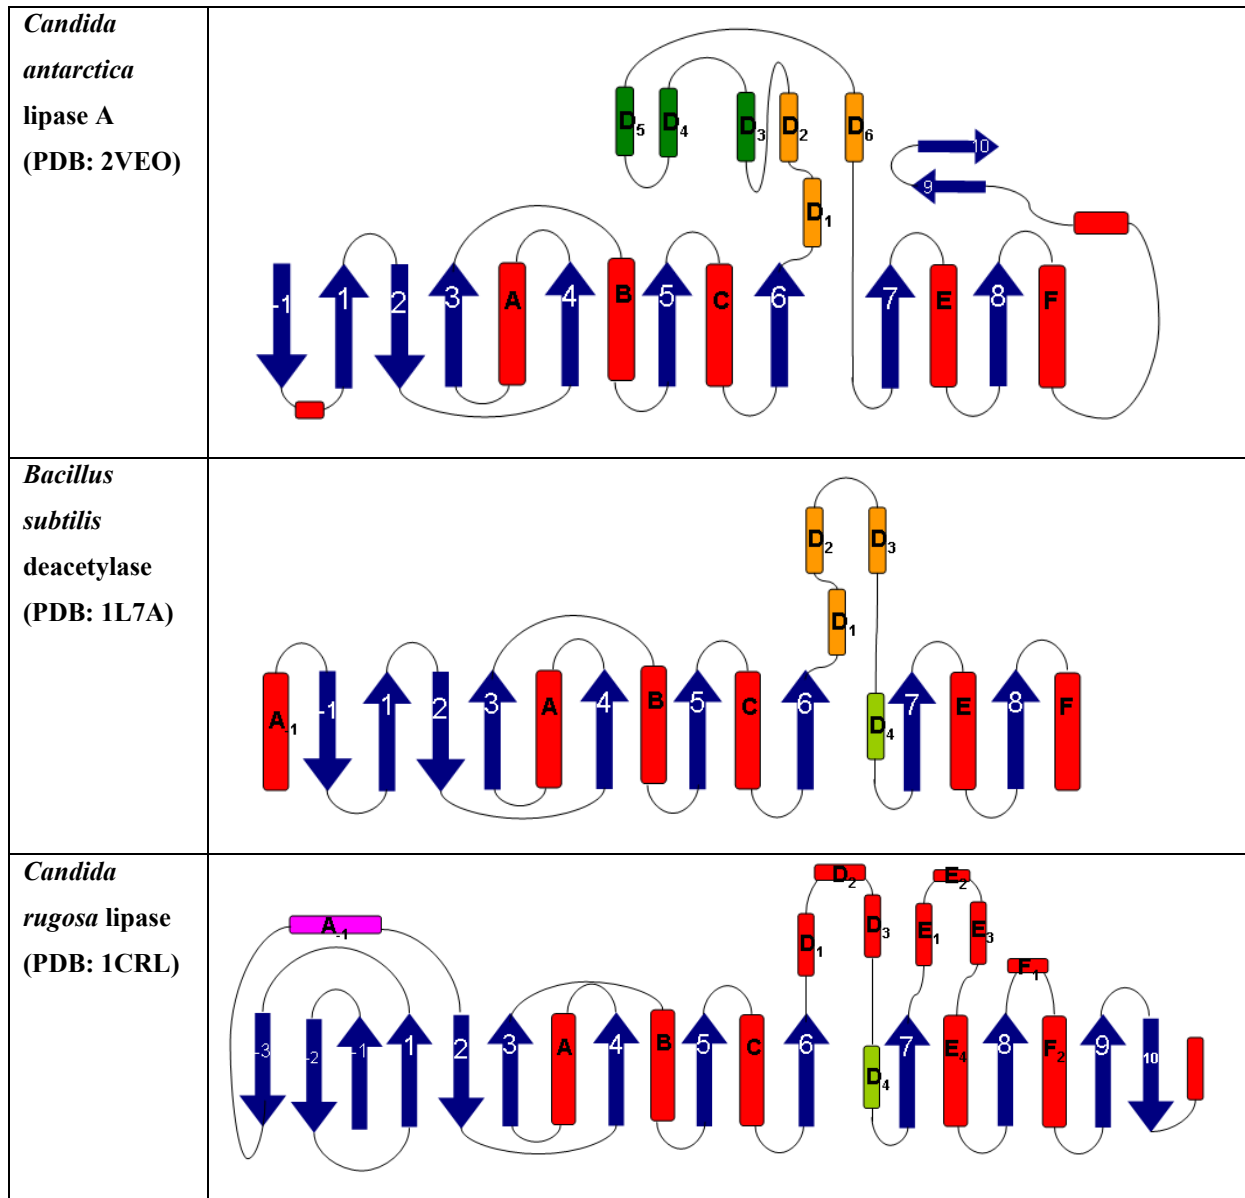 Candida
antarctica
lipase A
(PDB: 2VEO)
D5 D4 D3 D2 D6
10
9
D1
-1 1 2 3 A 4 B 5 C 6 7 E 8 F
Bacillus
subtilis
deacetylase
(PDB: 1L7A)
D2 D3
D1
A-1 -1 1 2 3 A 4 B 5 C 6 D4 7 E 8 F
Candida
rugosa lipase
(PDB: 1CRL)
D2 E2
A-1 D1 D3 E1 E3
F1
-3 -2 -1 1 2 3 A 4 B 5 C 6 D4 7 E4 8 F2 9 10